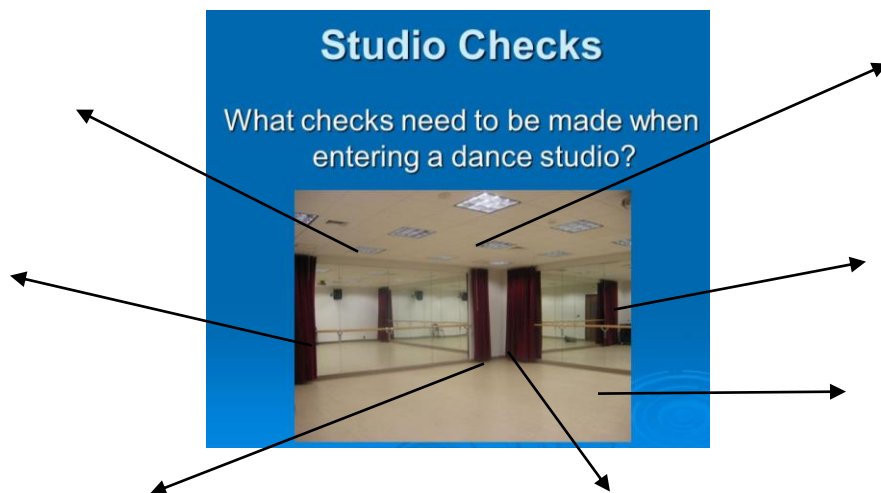 Studio Checks
What checks need to be made when
entering a dance studio?